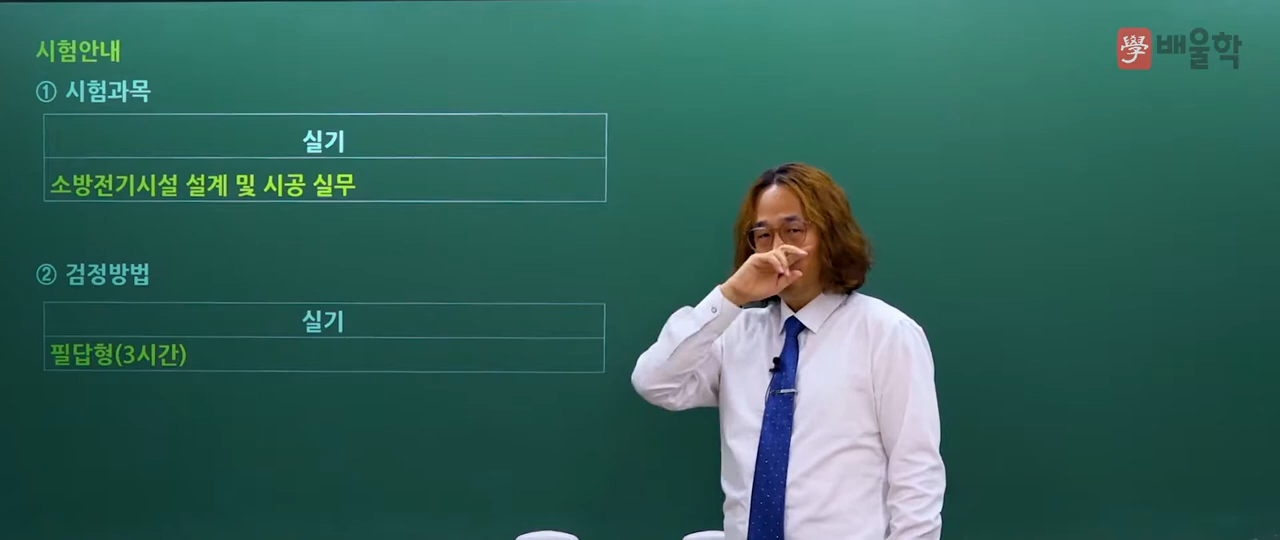 시험안내
學 배울학
① 시험과목
실기
소방전기시설 설계 및 시공 실무
② 검정방법
실기
필답형(3시간)